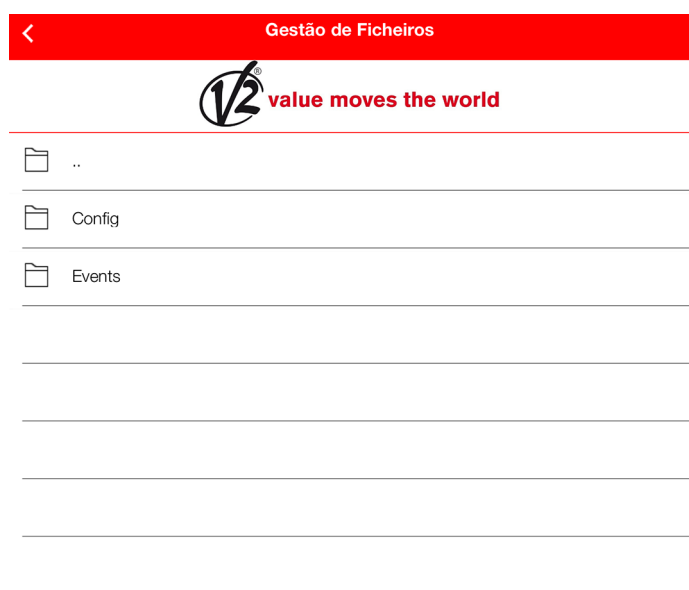 Gestão de Ficheiros
V2® value moves the world
..
Config
Events